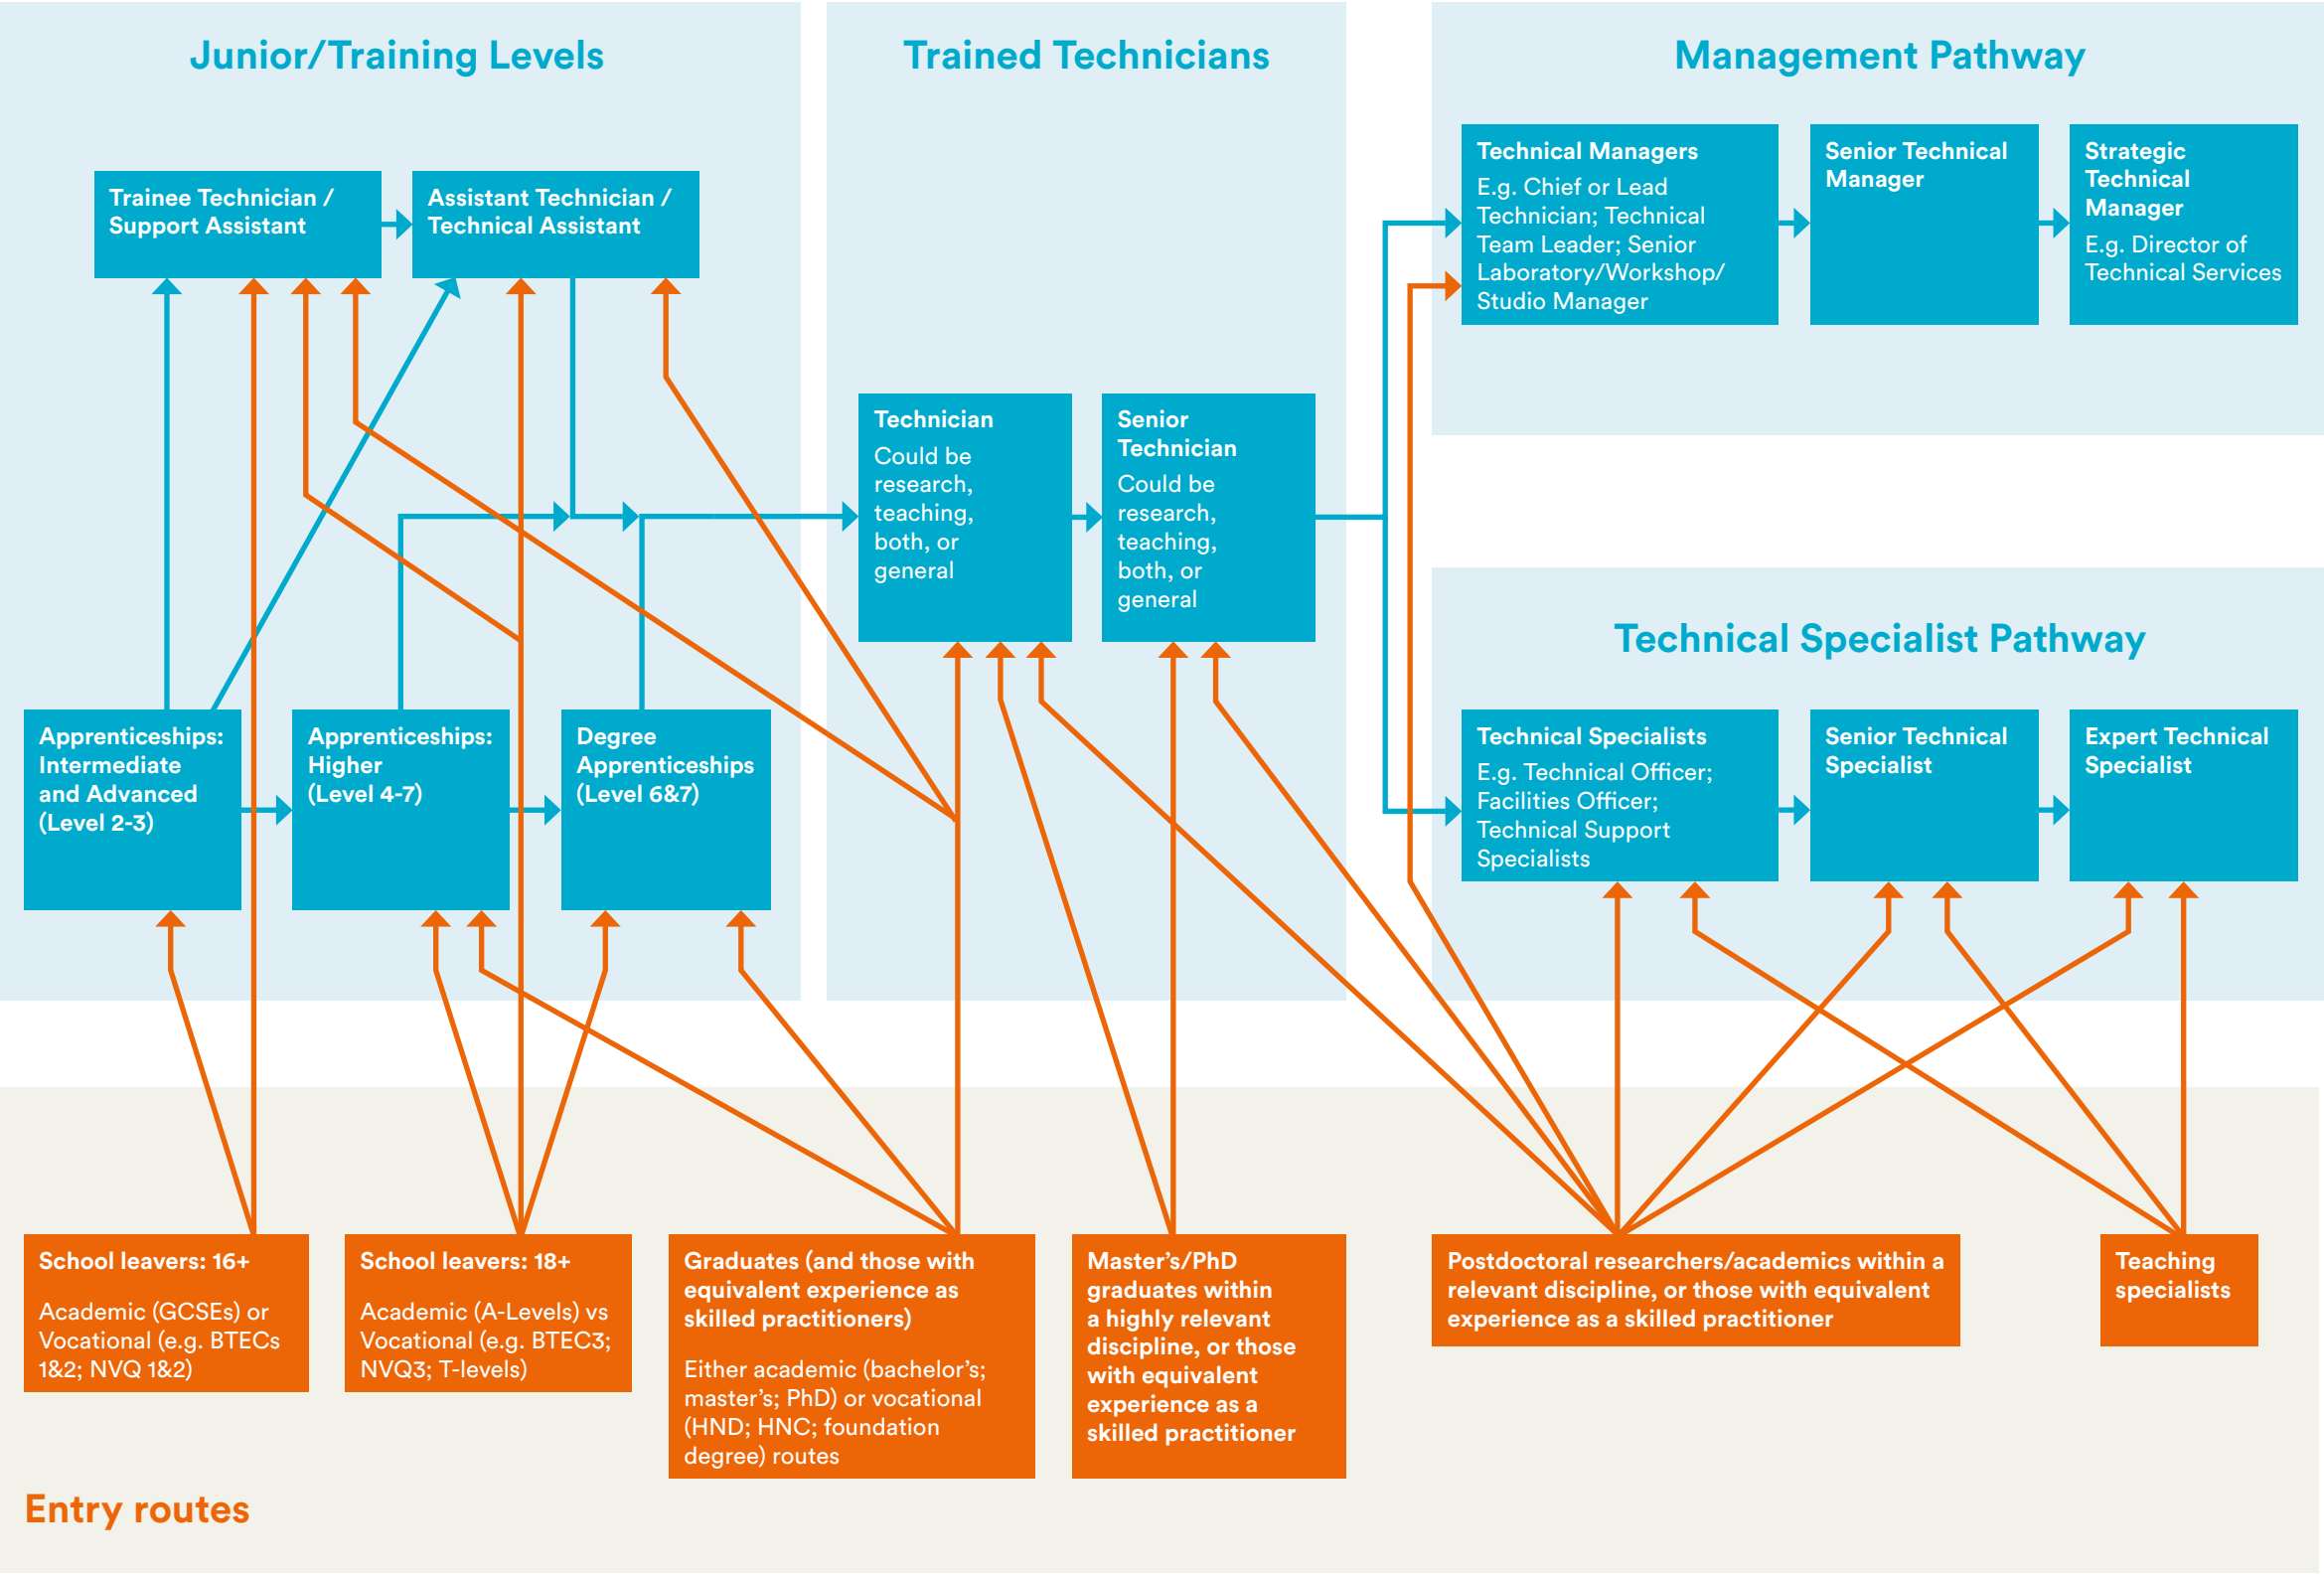 Junior/Training Levels
Trained Technicians
Management Pathway
Trainee Technician /
Support Assistant
Assistant Technician /
Technical Assistant
Technical Managers
E.g. Chief or Lead
Technician; Technical
Team Leader; Senior
Laboratory/Workshop/
Studio Manager
Senior Technical
Manager
Strategic
Technical
Manager
E.g. Director of
Technical Services
Technician
Could be
research,
teaching,
both, or
general
Senior
Technician
Could be
research,
teaching,
both, or
general
Technical Specialist Pathway
Apprenticeships:
Intermediate
and Advanced
(Level 2-3)
Apprenticeships:
Higher
(Level 4-7)
Degree
Apprenticeships
(Level 6&7)
Technical Specialists
E.g. Technical Officer;
Facilities Officer;
Technical Support
Specialists
Senior Technical
Specialist
Expert Technical
Specialist
School leavers: 16+
Academic (GCSEs) or
Vocational (e.g. BTECs
1&2; NVQ 1&2)
School leavers: 18+
Academic (A-Levels) vs
Vocational (e.g. BTEC3;
NVQ3; T-levels)
Graduates (and those with
equivalent experience as
skilled practitioners)
Either academic (bachelor's;
master's; PhD) or vocational
(HND; HNC; foundation
degree) routes
Master's/PhD
graduates within
a highly relevant
discipline, or those
with equivalent
experience as a
skilled practitioner
Postdoctoral researchers/academics within a
relevant discipline, or those with equivalent
experience as a skilled practitioner
Teaching
specialists
Entry routes